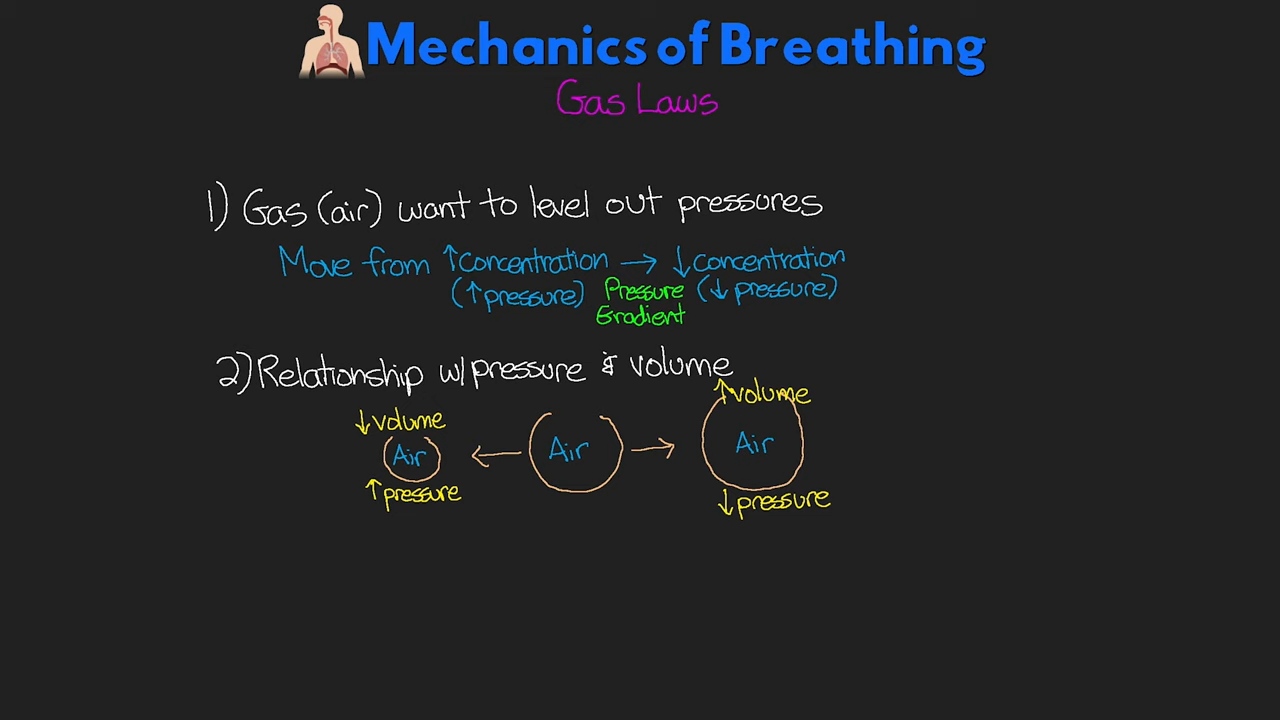 Mechanics of Breathing
Gas Laws
1) Gas (air) want to level out pressures
Move from ↑concentration → ↓concentration
(↑pressure) Pressure Gradient (↓pressure)
2) Relationship w/ pressure & volume
↓volume ↑volume
Air ← Air → Air
↑pressure ↓pressure